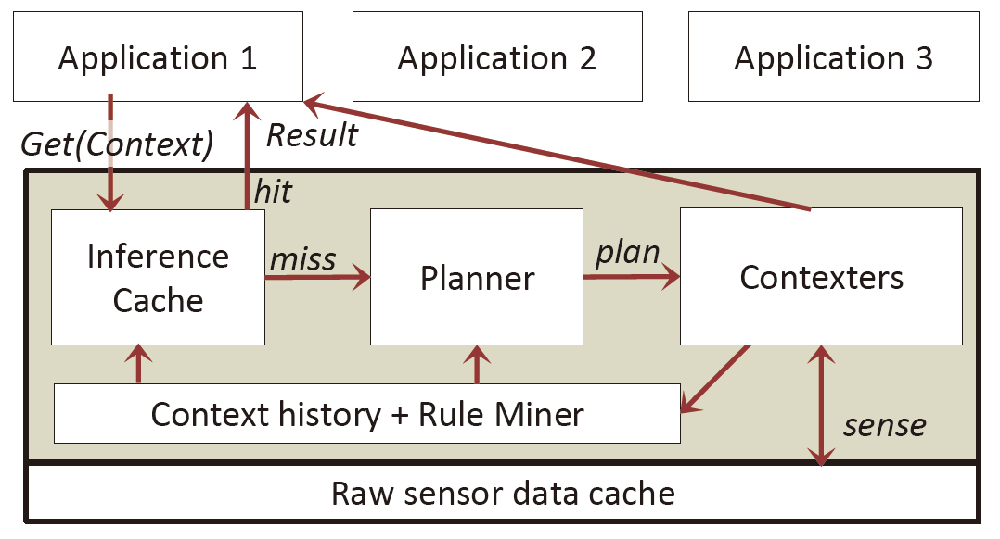 Application 1
Application 2
Application 3
Get(Context)
Result
hit
Inference
Cache
miss
Planner
plan
Contexters
Context history + Rule Miner
sense
Raw sensor data cache